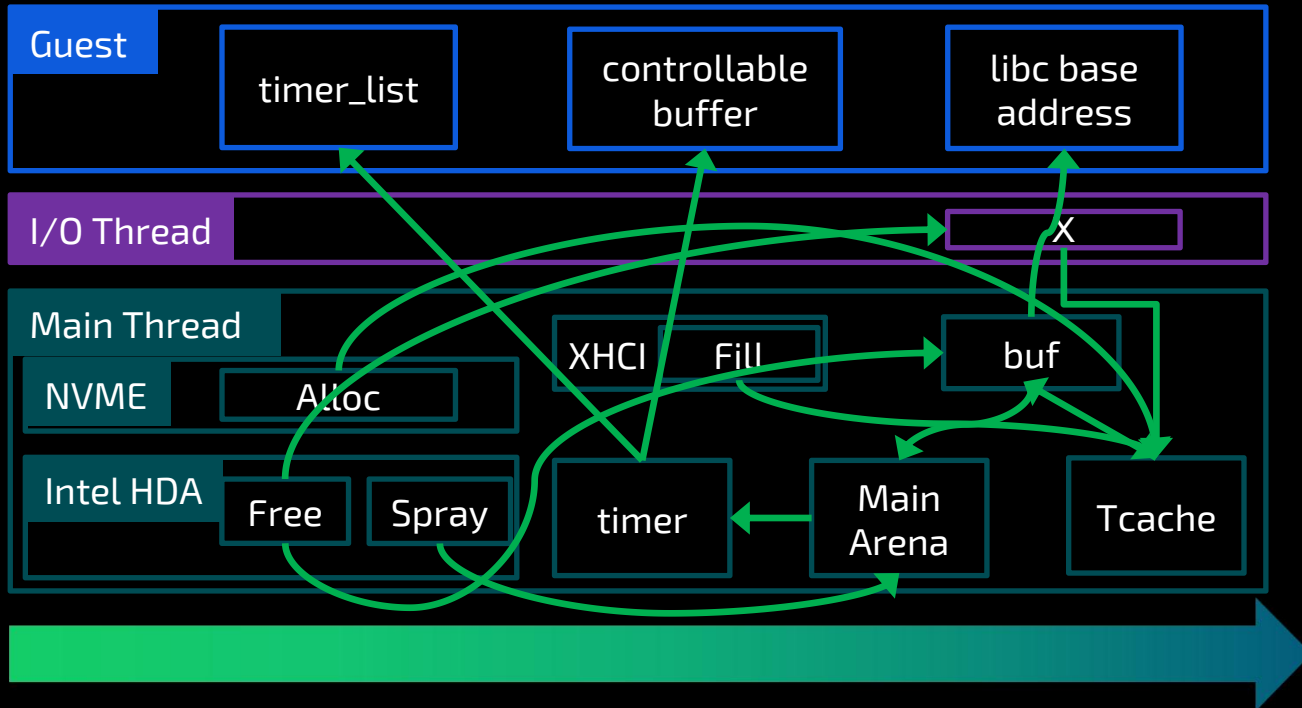 Guest
timer_list
controllable
buffer
libc base
address
I/O Thread
X
Main Thread
NVME
Alloc
XHCI
Fill
buf
Intel HDA
Free
Spray
timer
Main
Arena
Tcache